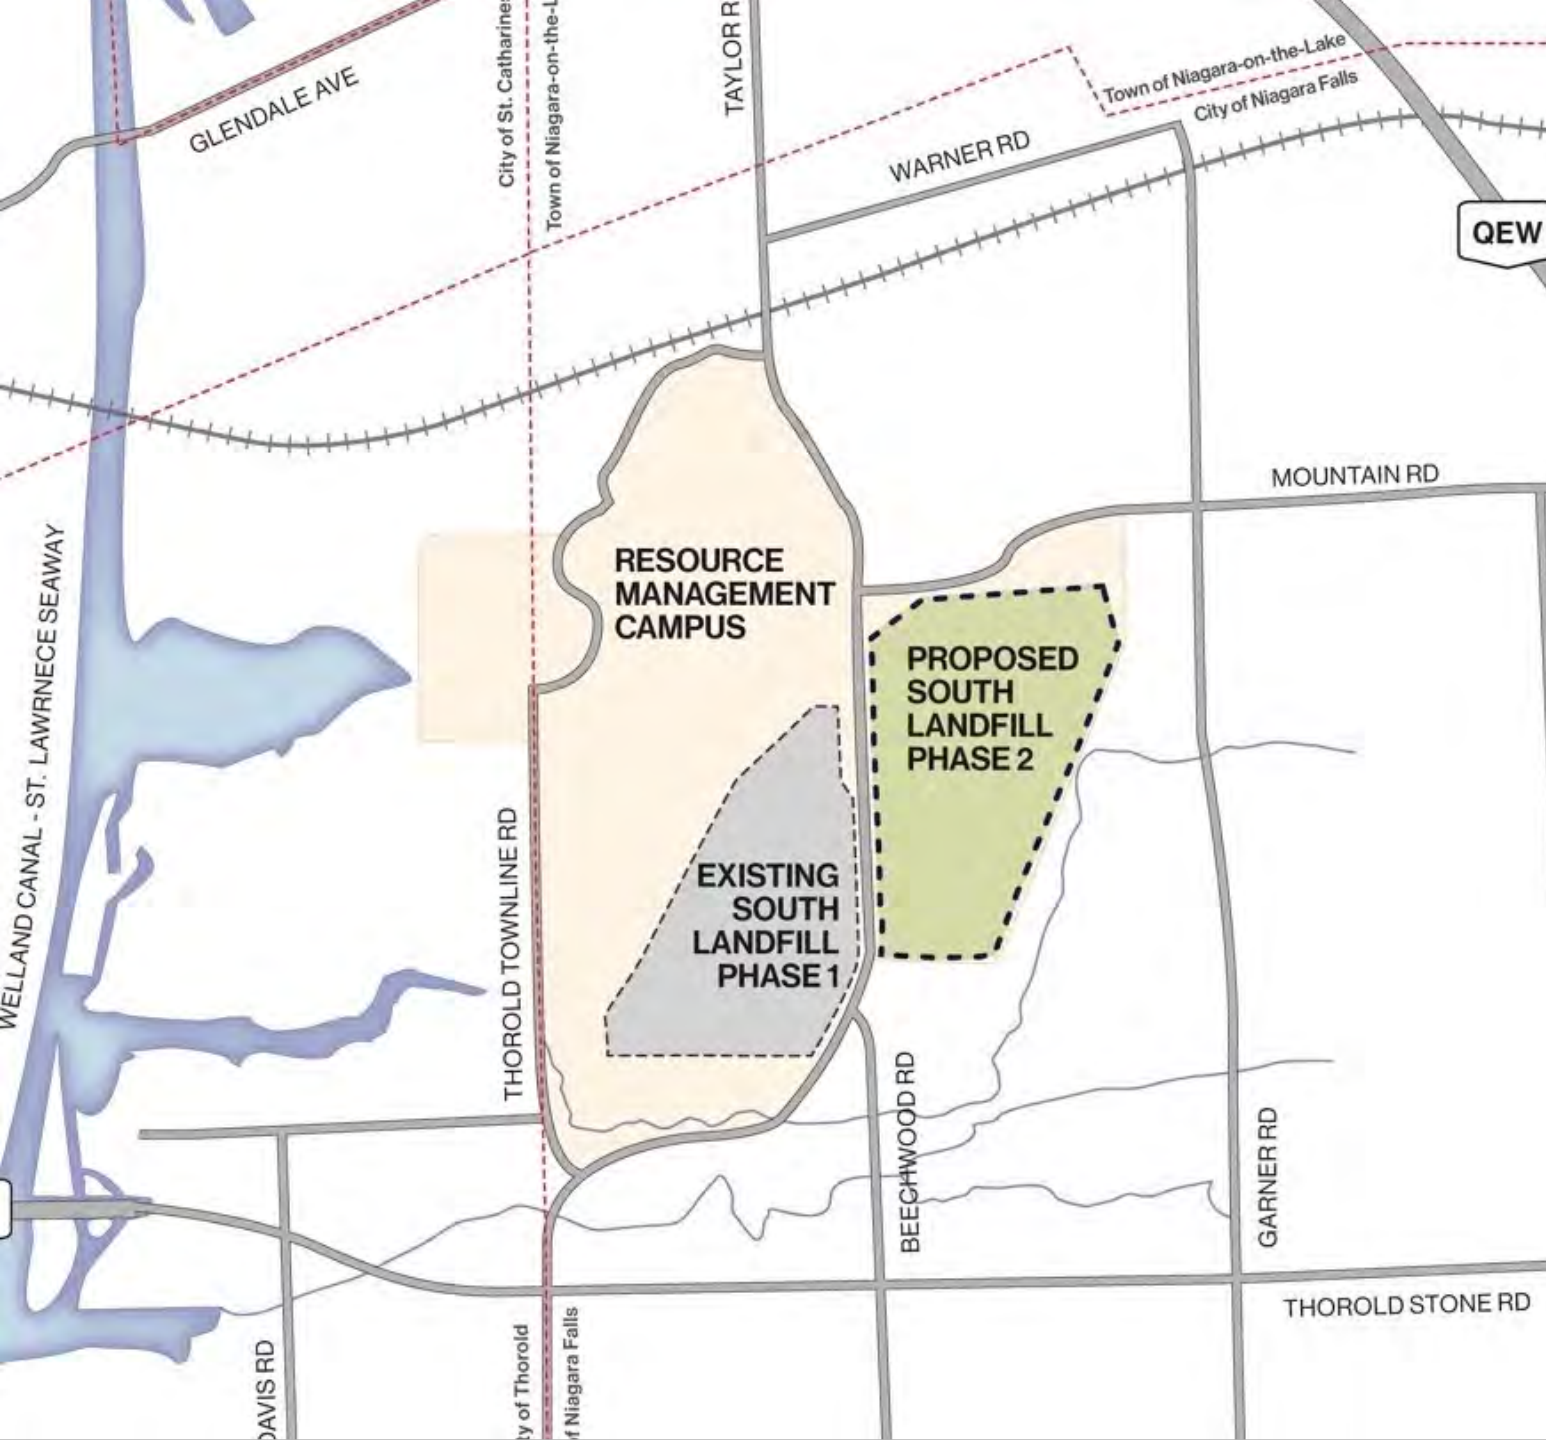 GLENDALE AVE
City of St. Catharines
Town of Niagara-on-the-L
TAYLOR R
Town of Niagara-on-the-Lake
City of Niagara Falls
WARNER RD
QEW
MOUNTAIN RD
WELLAND CANAL - ST. LAWRNECE SEAWAY
RESOURCE
MANAGEMENT
CAMPUS
PROPOSED
SOUTH
LANDFILL
PHASE 2
EXISTING
SOUTH
LANDFILL
PHASE 1
THOROLD TOWNLINE RD
BEECHWOOD RD
GARNER RD
THOROLD STONE RD
DAVIS RD
ty of Thorold
f Niagara Falls